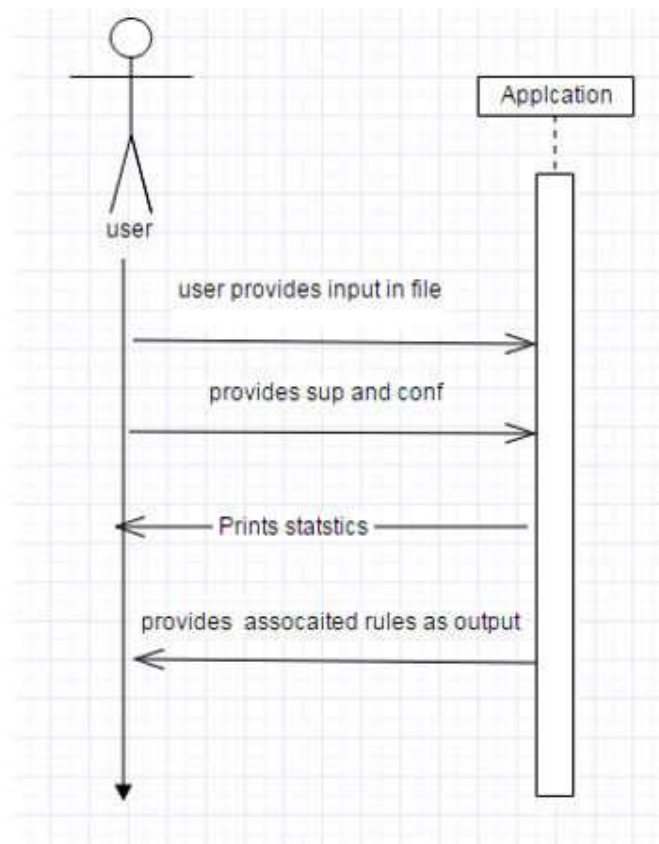 Applcation
user
user provides input in file
provides sup and conf
Prints statstics
provides assocaited rules as output